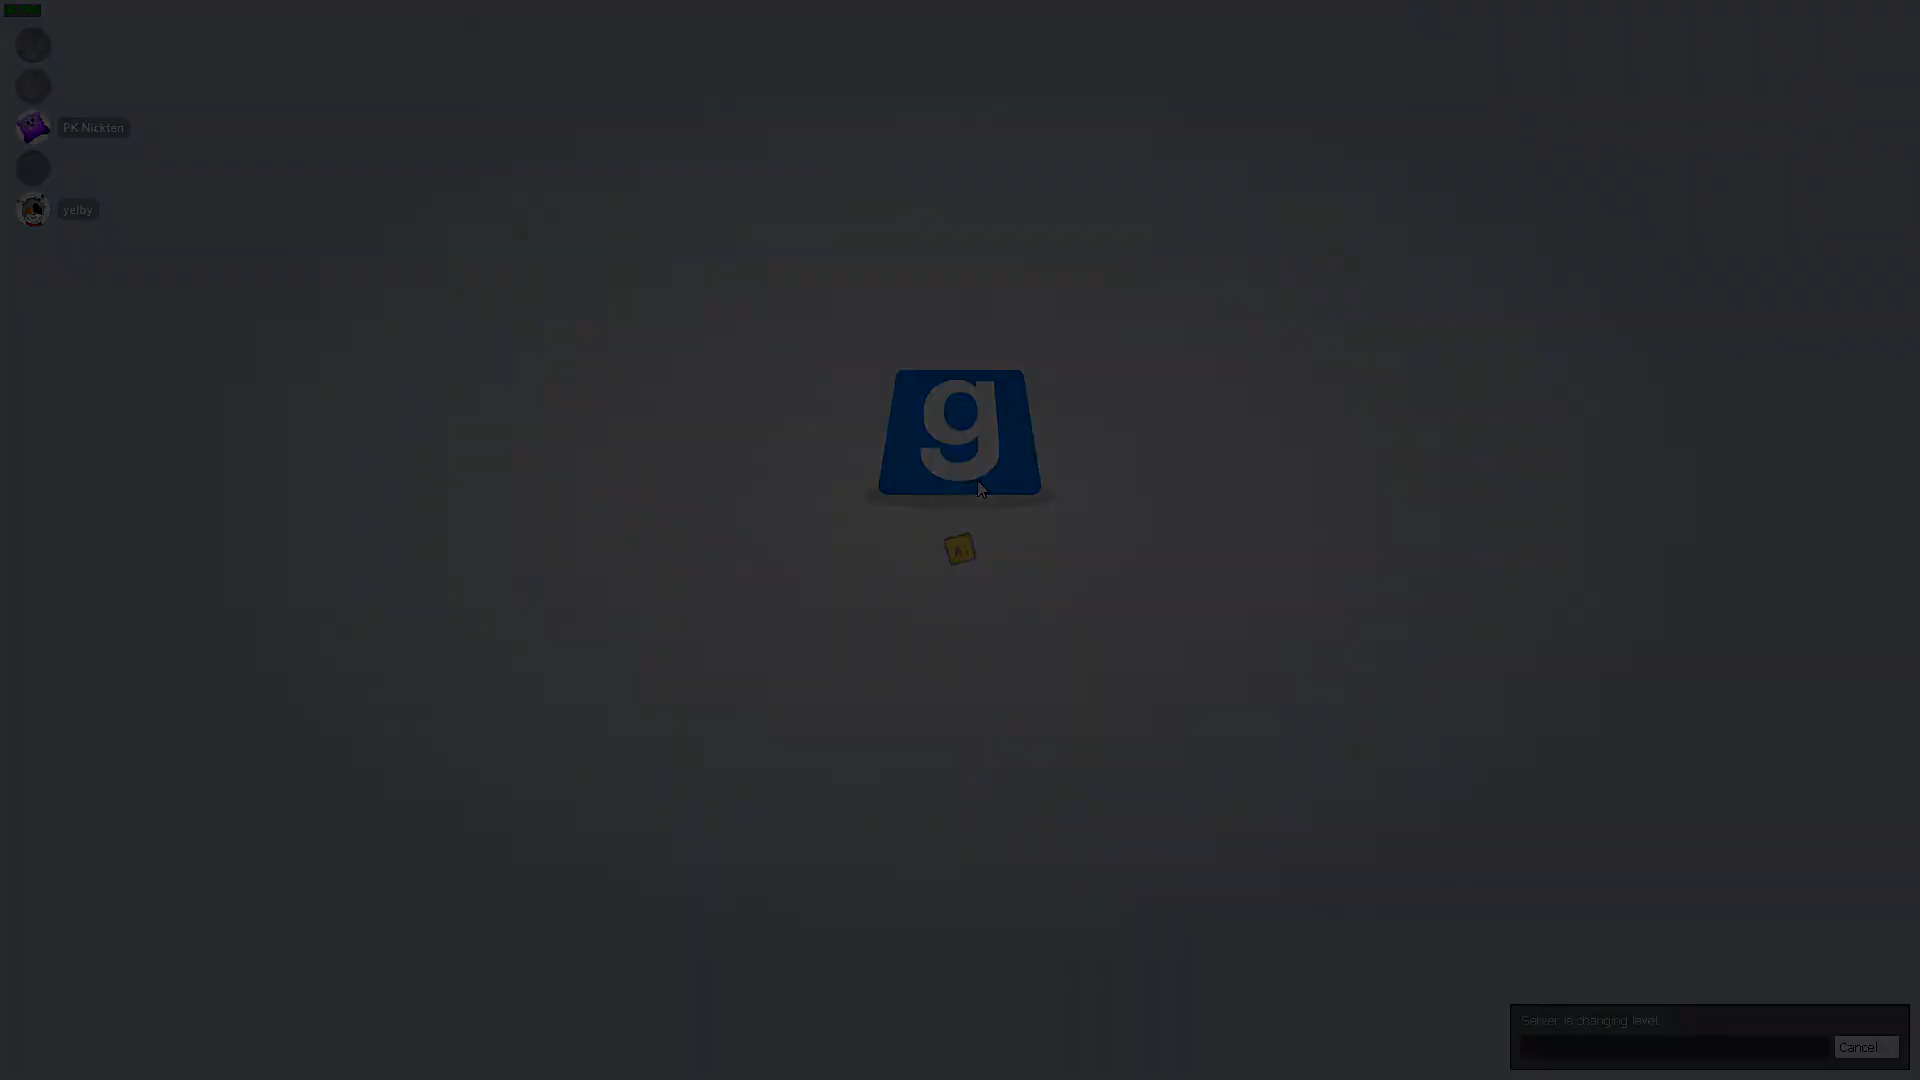 PK Nickten
yelby
g
Server is changing level.
Cancel